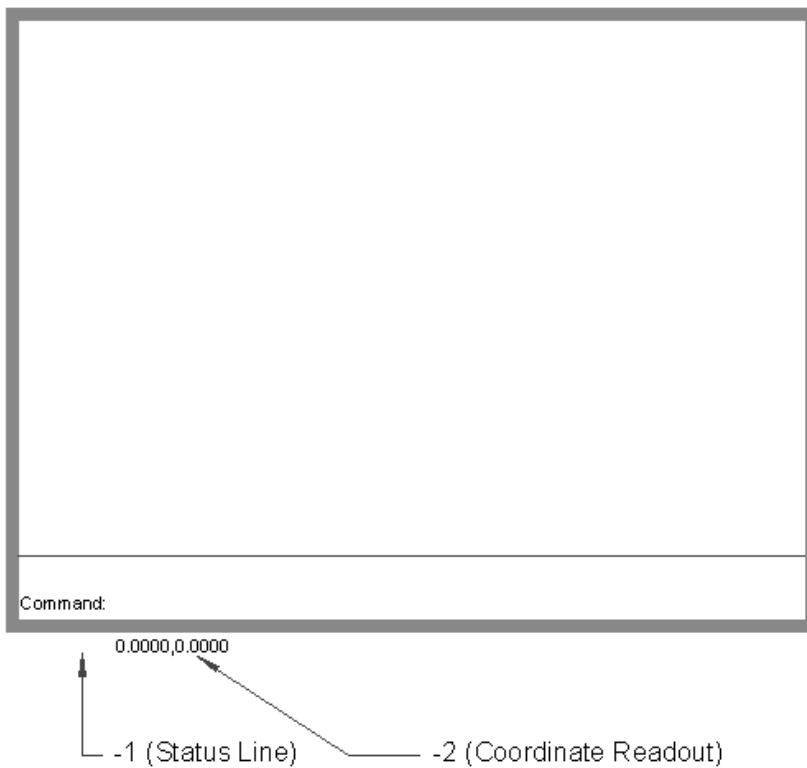 Command:
0.0000,0.0000
-1 (Status Line)
-2 (Coordinate Readout)